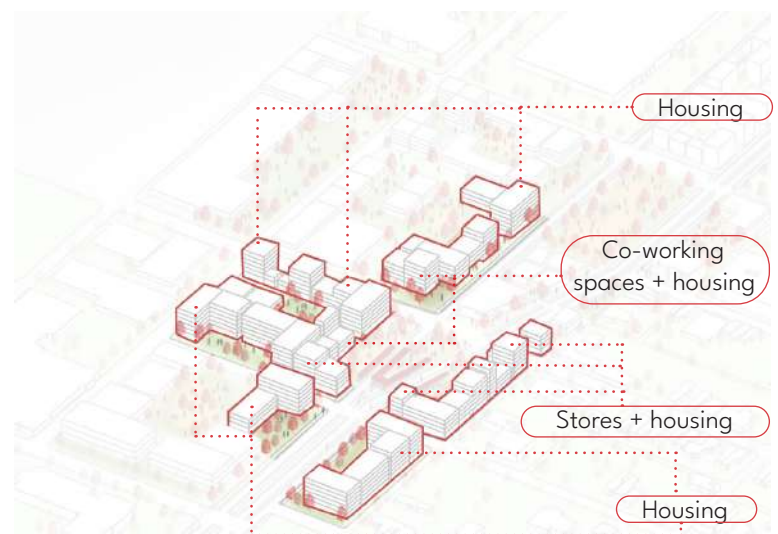 Housing
Co-working
spaces + housing
Stores + housing
Housing